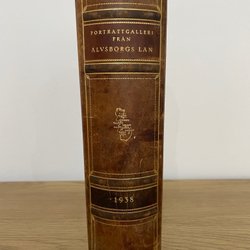 PORTRÄTTGALLERI
FRÅN
ÄLVSBORGS LÄN
1938